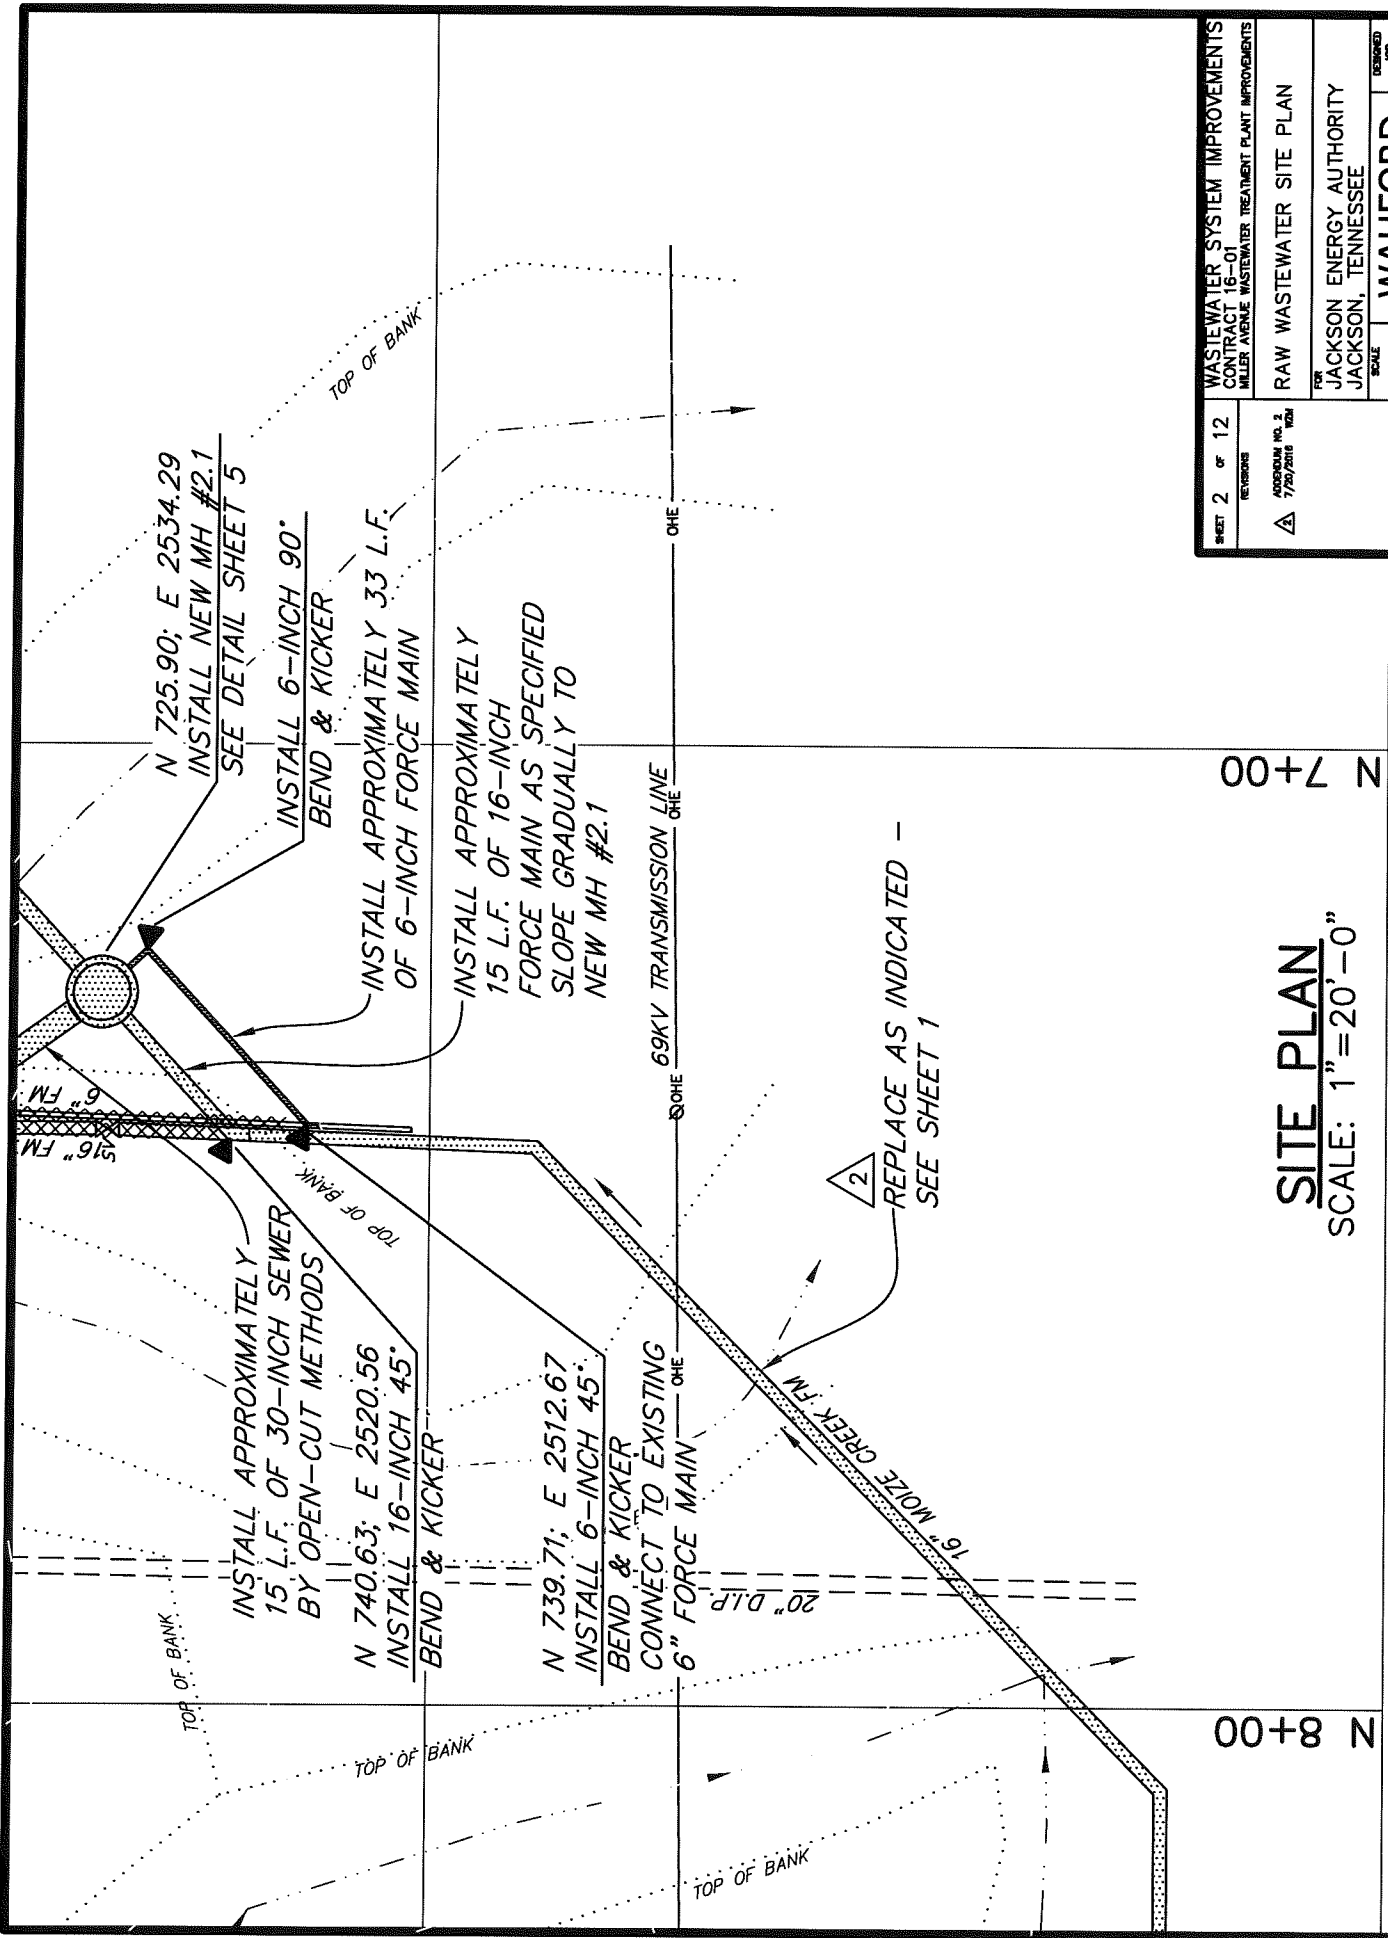 N 725.90; E 2534.29
INSTALL NEW MH #2.1
SEE DETAIL SHEET 5
INSTALL 6-INCH 90°
BEND & KICKER
INSTALL APPROXIMATELY 33 L.F.
OF 6-INCH FORCE MAIN
INSTALL APPROXIMATELY
15 L.F. OF 16-INCH
FORCE MAIN AS SPECIFIED
SLOPE GRADUALLY TO
NEW MH #2.1
TOP OF BANK
6" FM
16" FM
TOP OF BANK
TOP OF BANK
INSTALL APPROXIMATELY
15 L.F. OF 30-INCH SEWER
BY OPEN-CUT METHODS
N 740.63; E 2520.56
INSTALL 16-INCH 45°
BEND & KICKER
N 739.71; E 2512.67
INSTALL 6-INCH 45°
BEND & KICKER
CONNECT TO EXISTING
6" FORCE MAIN
TOP OF BANK
TOP OF BANK
TOP OF BANK
20" D.I.P.
OHE
OHE
69KV TRANSMISSION LINE
OHE
OHE
16" MOIZE CREEK FM
2
REPLACE AS INDICATED -
SEE SHEET 1
N 8+00
N 7+00
SITE PLAN
SCALE: 1"=20'-0"
SHEET 2 OF 12
REVISIONS
2
ADDENDUM NO. 2
7/20/2016 WZM
WASTEWATER SYSTEM IMPROVEMENTS
CONTRACT 16-01
MILLER AVENUE WASTEWATER TREATMENT PLANT IMPROVEMENTS
RAW WASTEWATER SITE PLAN
FOR
JACKSON ENERGY AUTHORITY
JACKSON, TENNESSEE
SCALE
DESIGNED